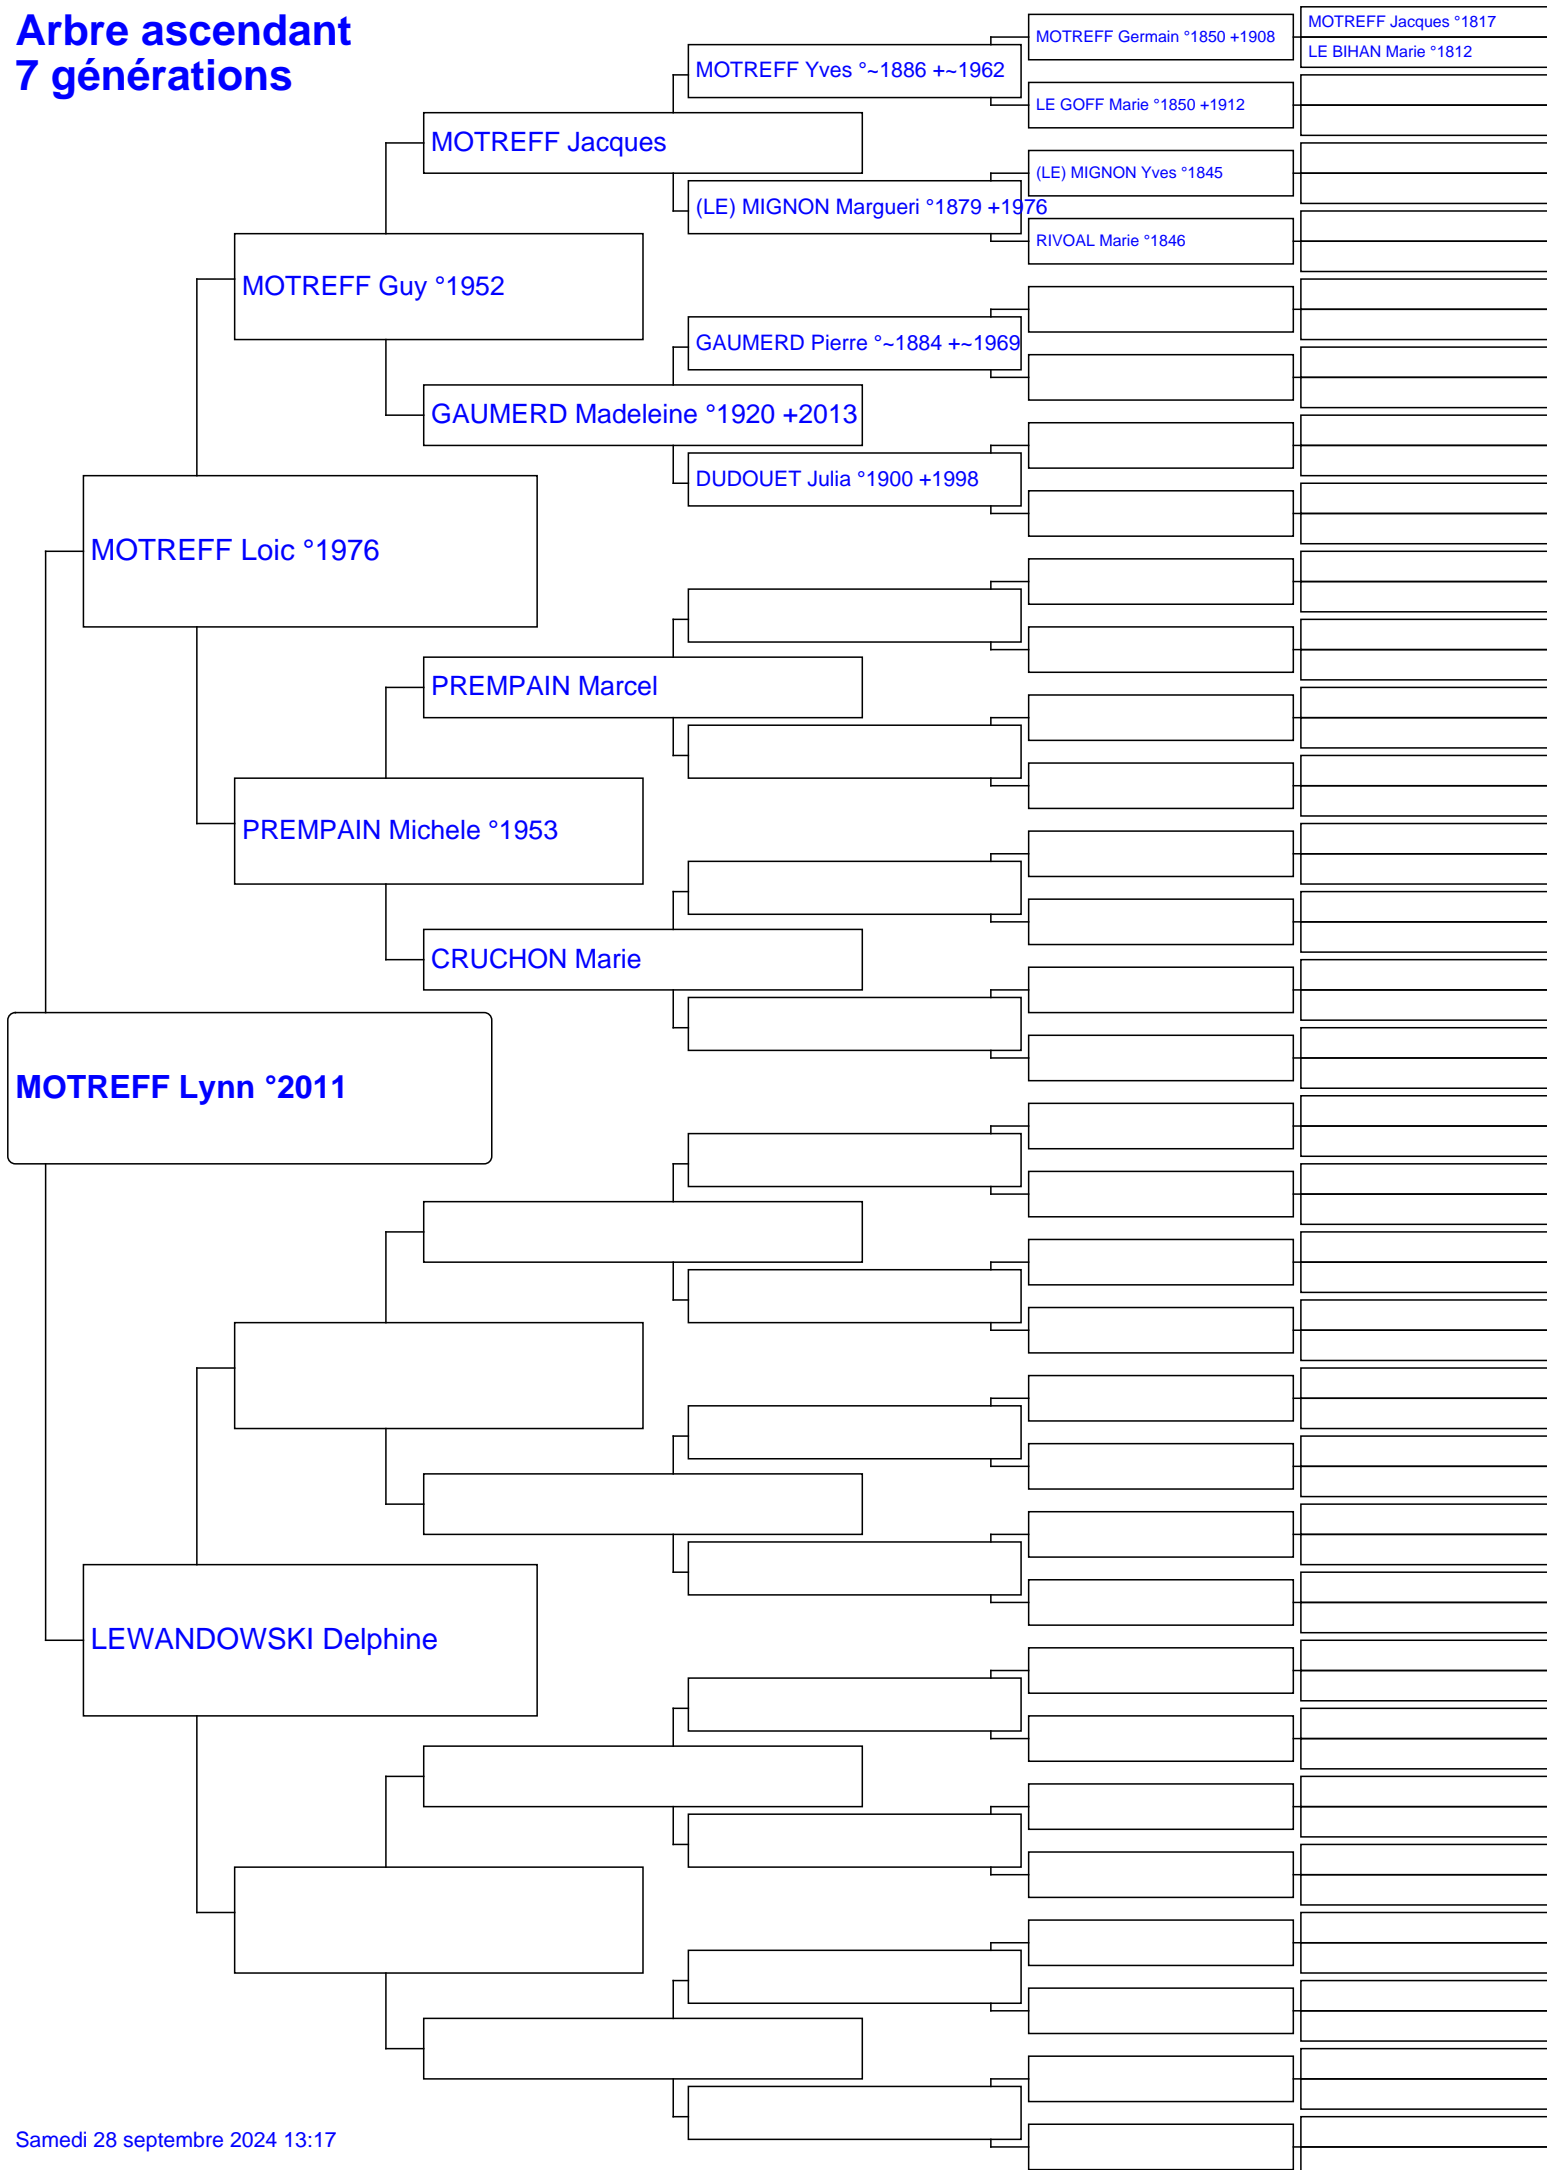 Arbre ascendant
7 générations
MOTREFF Germain °1850 +1908
MOTREFF Jacques °1817
LE BIHAN Marie °1812
MOTREFF Yves °~1886 +~1962
LE GOFF Marie °1850 +1912
MOTREFF Jacques
(LE) MIGNON Yves °1845
(LE) MIGNON Margueri °1879 +1976
RIVOAL Marie °1846
MOTREFF Guy °1952
GAUMERD Pierre °~1884 +~1969
GAUMERD Madeleine °1920 +2013
DUDOUET Julia °1900 +1998
MOTREFF Loic °1976
PREMPAIN Marcel
PREMPAIN Michele °1953
CRUCHON Marie
MOTREFF Lynn °2011
LEWANDOWSKI Delphine
Samedi 28 septembre 2024 13:17